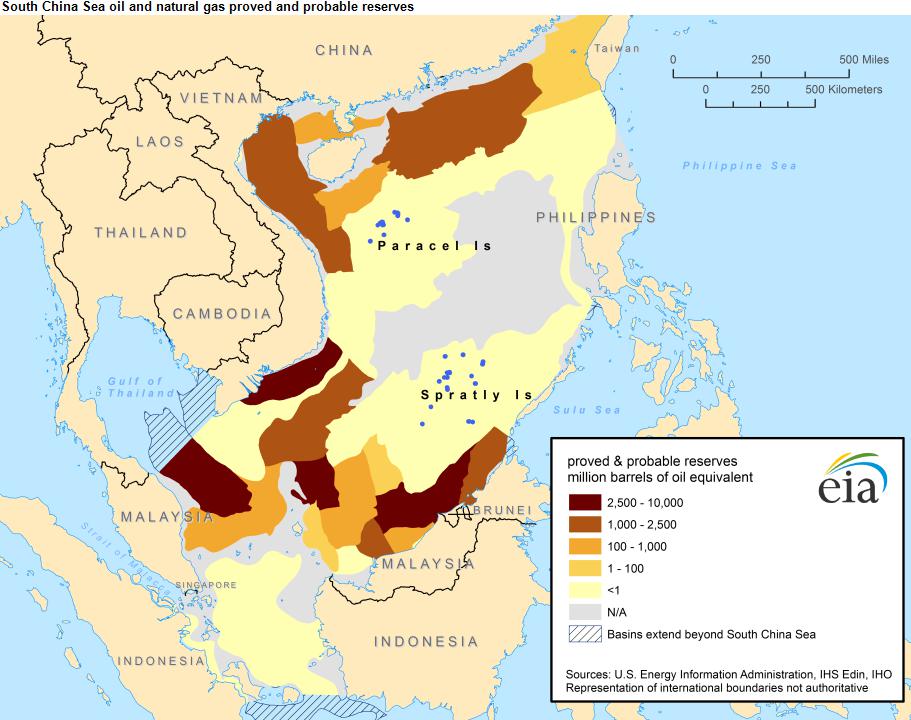 South China Sea oil and natural gas proved and probable reserves
CHINA
Taiwan
0 250 500 Miles
0 250 500 Kilometers
VIETNAM
LAOS
Philippine Sea
THAILAND
PHILIPPINES
Paracel Is
CAMBODIA
Gulf of
Thailand
Spratly Is
Sulu Sea
proved & probable reserves
million barrels of oil equivalent
eia
2,500 - 10,000
1,000 - 2,500
100 - 1,000
1 - 100
<1
N/A
Basins extend beyond South China Sea
Sources: U.S. Energy Information Administration, IHS Edin, IHO
Representation of international boundaries not authoritative
MALAYSIA
BRUNEI
Strait of Malacca
MALAYSIA
SINGAPORE
INDONESIA
INDONESIA